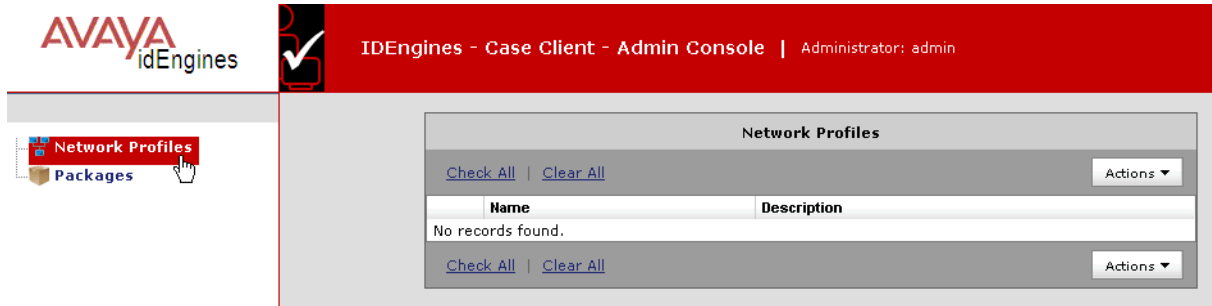 AVAYA
idEngines
IDEngines - Case Client - Admin Console | Administrator: admin
Network Profiles
Packages
Network Profiles
Check All | Clear All
Actions ▼
Name Description
No records found.
Check All | Clear All
Actions ▼